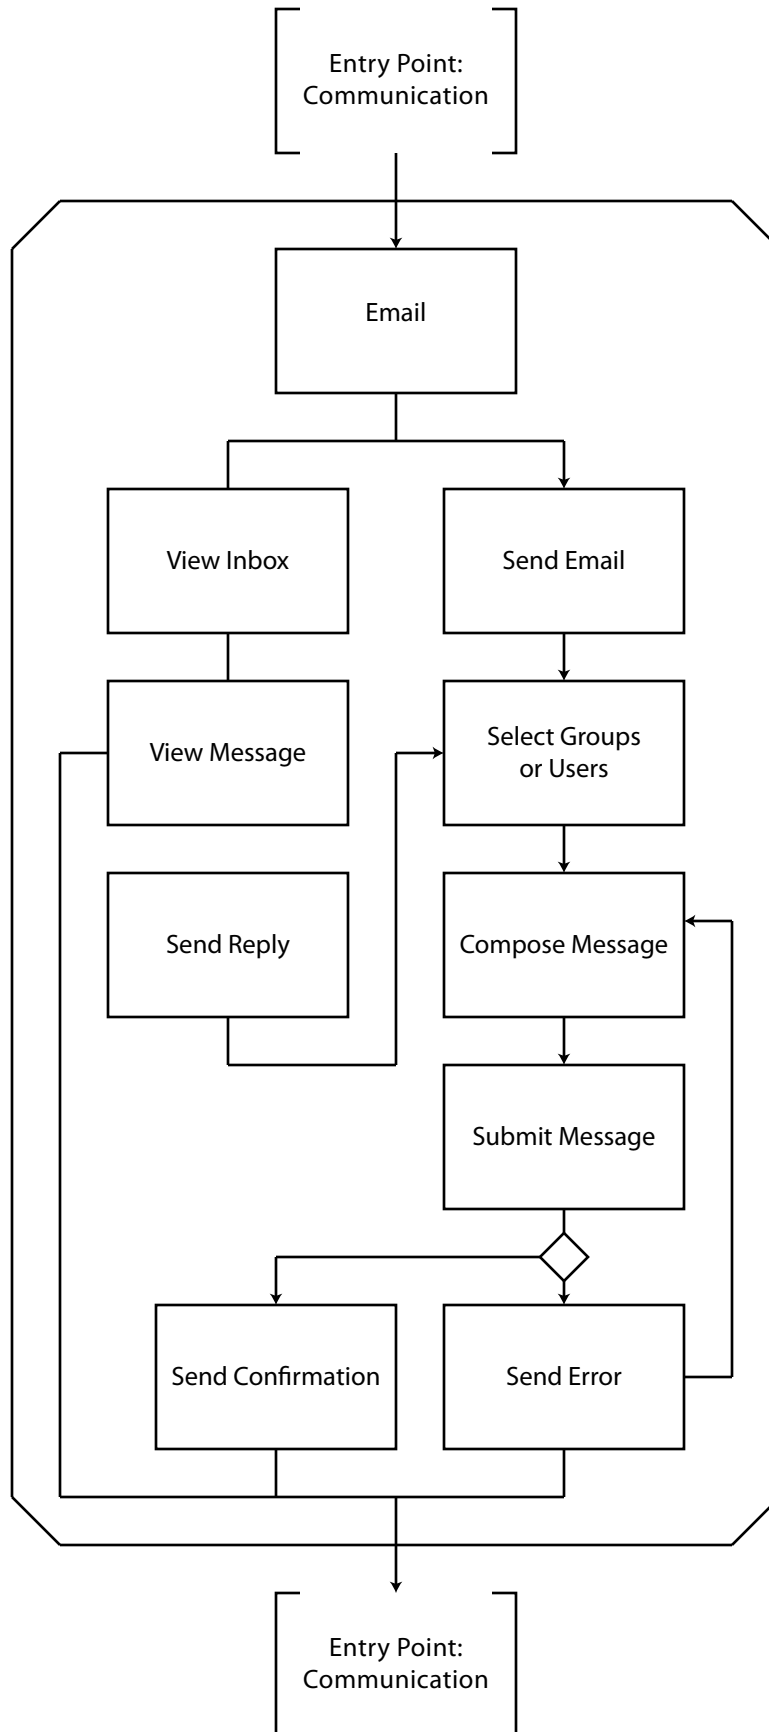 Entry Point:
Communication
Email
View Inbox
Send Email
View Message
Select Groups
or Users
Send Reply
Compose Message
Submit Message
Send Confirmation
Send Error
Entry Point:
Communication